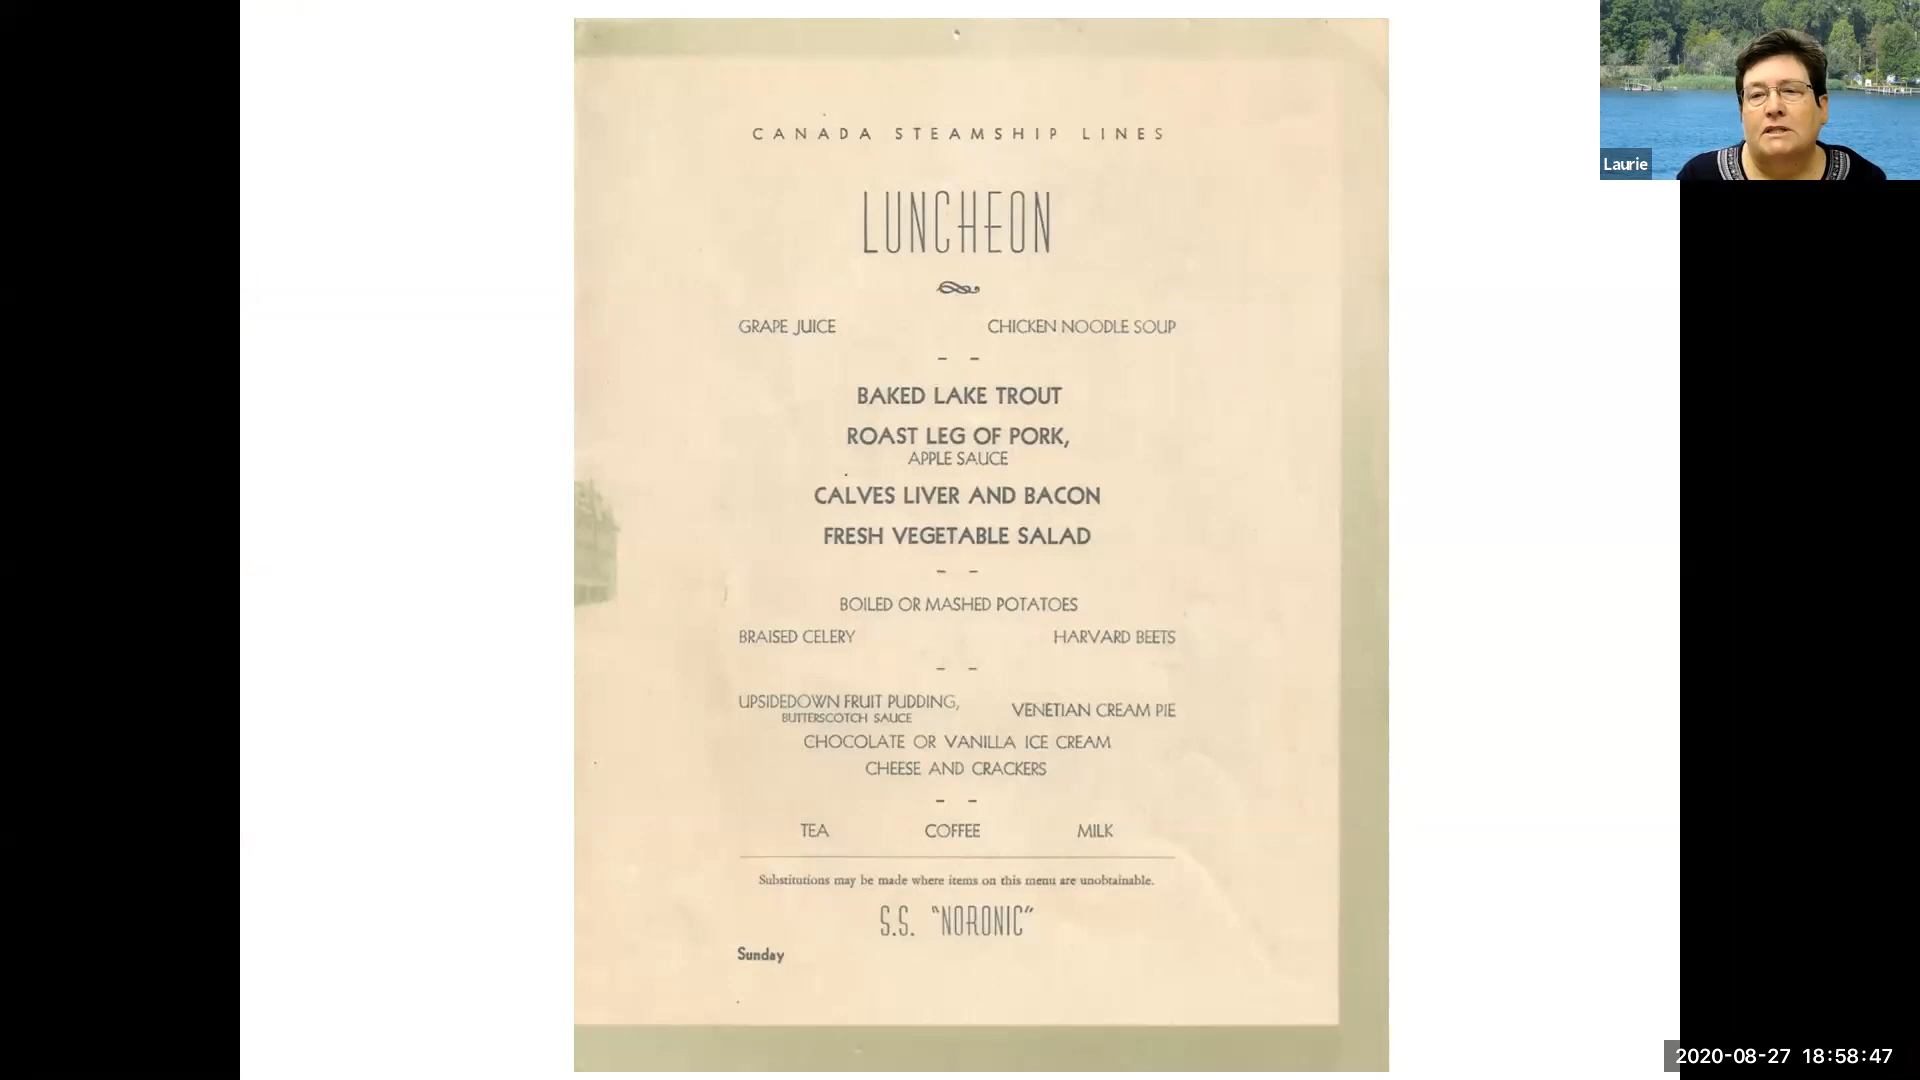 CANADA STEAMSHIP LINES
LUNCHEON
GRAPE JUICE CHICKEN NOODLE SOUP
BAKED LAKE TROUT
ROAST LEG OF PORK,
APPLE SAUCE
CALVES LIVER AND BACON
FRESH VEGETABLE SALAD
BOILED OR MASHED POTATOES
BRAISED CELERY HARVARD BEETS
UPSIDEDOWN FRUIT PUDDING, VENETIAN CREAM PIE
BUTTERSCOTCH SAUCE
CHOCOLATE OR VANILLA ICE CREAM
CHEESE AND CRACKERS
TEA COFFEE MILK
Substitutions may be made where items on this menu are unobtainable.
S.S. "NORONIC"
Sunday
Laurie
2020-08-27 18:58:47